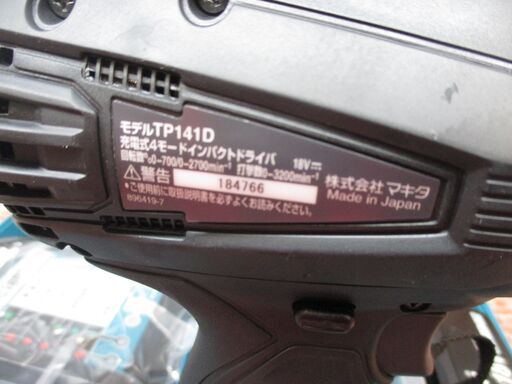 モデルTP141D
充電式4モードインパクトドライバ 18V
回転数0-700/0-2700min⁻¹ 打撃数0-3200min⁻¹
警告 184766
株式会社マキタ
Made in Japan
・ご使用前に取扱説明書を必ずよくお読みください。
896419-7